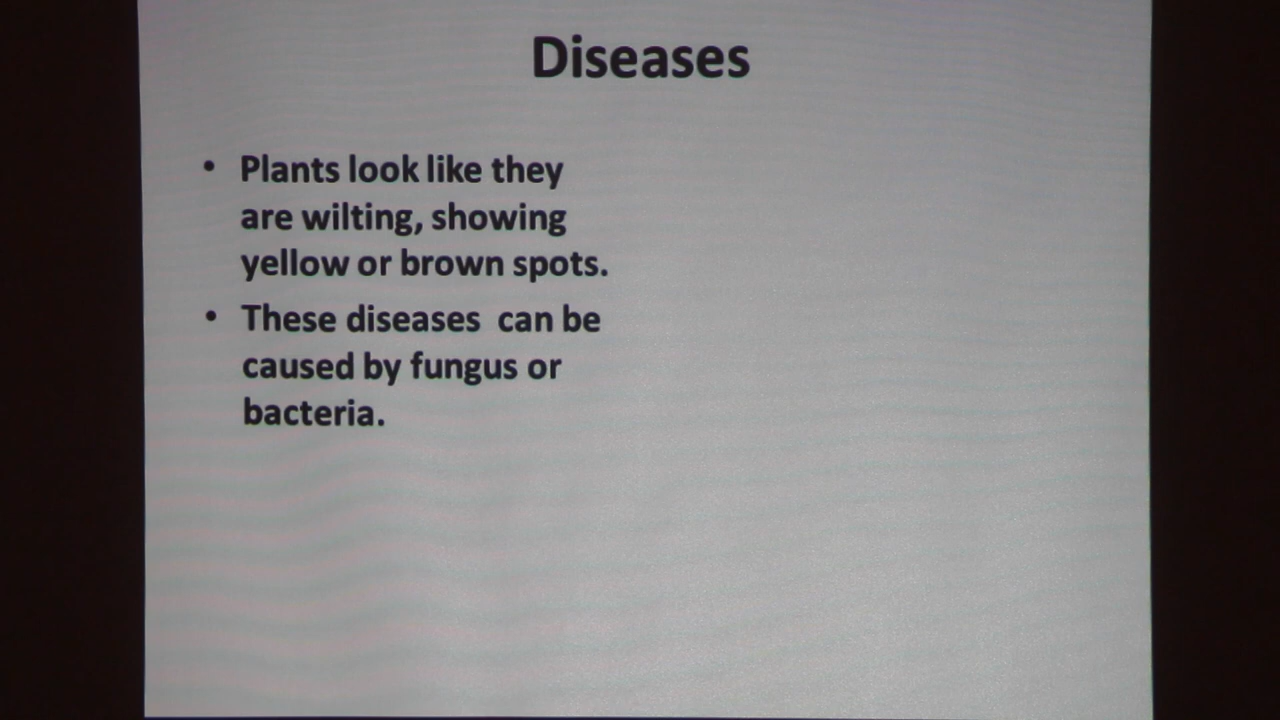 Diseases
• Plants look like they
are wilting, showing
yellow or brown spots.
• These diseases can be
caused by fungus or
bacteria.